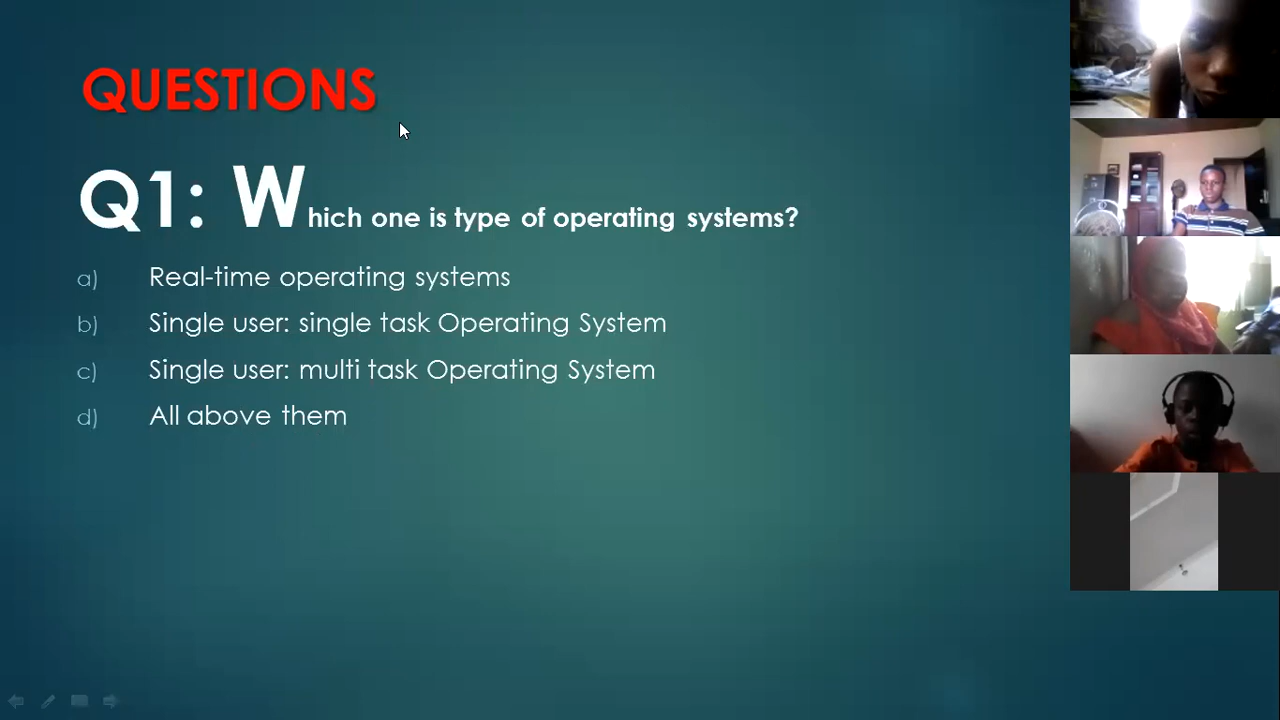 QUESTIONS
Q1: Which one is type of operating systems?
a) Real-time operating systems
b) Single user: single task Operating System
c) Single user: multi task Operating System
d) All above them